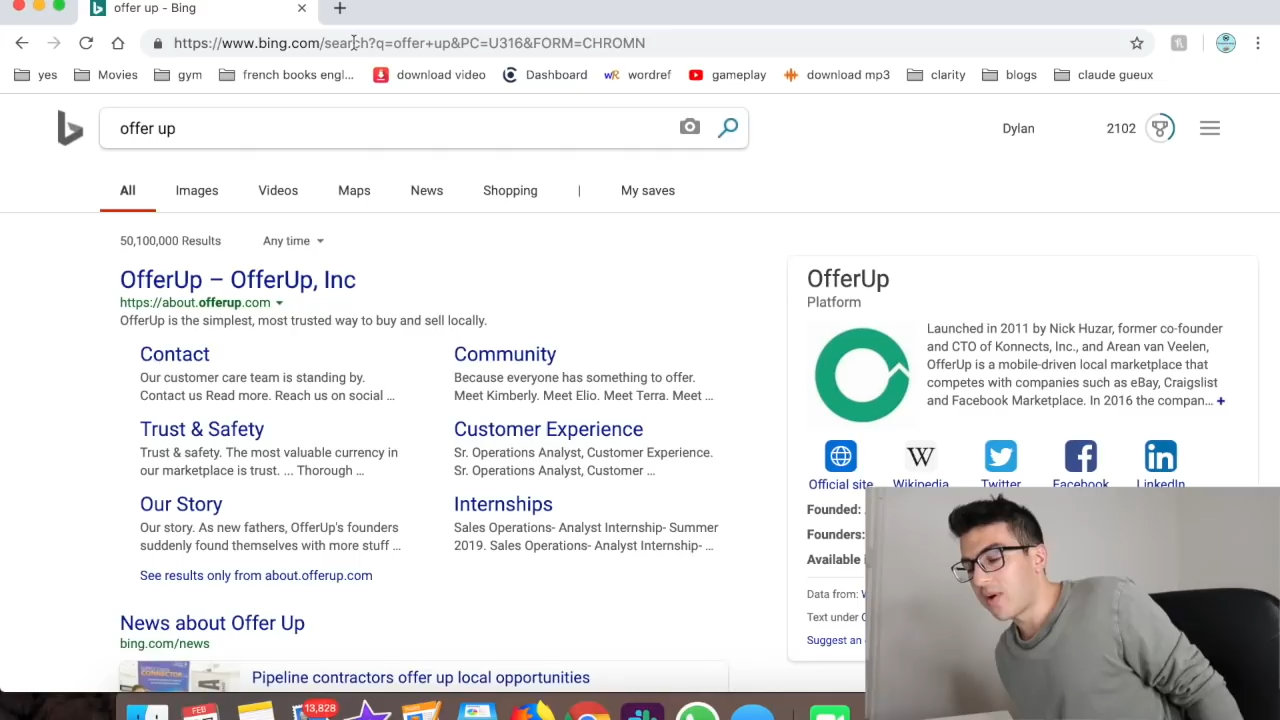 offer up - Bing
https://www.bing.com/search?q=offer+up&PC=U316&FORM=CHROMN
yes Movies gym french books engl... download video Dashboard wordref gameplay download mp3 clarity blogs claude gueux
offer up
Dylan 2102
All Images Videos Maps News Shopping | My saves
50,100,000 Results Any time
OfferUp – OfferUp, Inc
https://about.offerup.com
OfferUp is the simplest, most trusted way to buy and sell locally.
Contact
Our customer care team is standing by.
Contact us Read more. Reach us on social ...
Community
Because everyone has something to offer.
Meet Kimberly. Meet Elio. Meet Terra. Meet ...
Trust & Safety
Trust & safety. The most valuable currency in
our marketplace is trust. ... Thorough ...
Customer Experience
Sr. Operations Analyst, Customer Experience.
Sr. Operations Analyst, Customer ...
Our Story
Our story. As new fathers, OfferUp's founders
suddenly found themselves with more stuff ...
Internships
Sales Operations- Analyst Internship- Summer
2019. Sales Operations- Analyst Internship- ...
See results only from about.offerup.com
News about Offer Up
bing.com/news
Pipeline contractors offer up local opportunities
OfferUp
Platform
Launched in 2011 by Nick Huzar, former co-founder
and CTO of Konnects, Inc., and Arean van Veelen,
OfferUp is a mobile-driven local marketplace that
competes with companies such as eBay, Craigslist
and Facebook Marketplace. In 2016 the compan... +
W
Official site Wikipedia Twitter Facebook LinkedIn
Founded:
Founders:
Available
Data from:
Text under
Suggest an
FEB
13,828